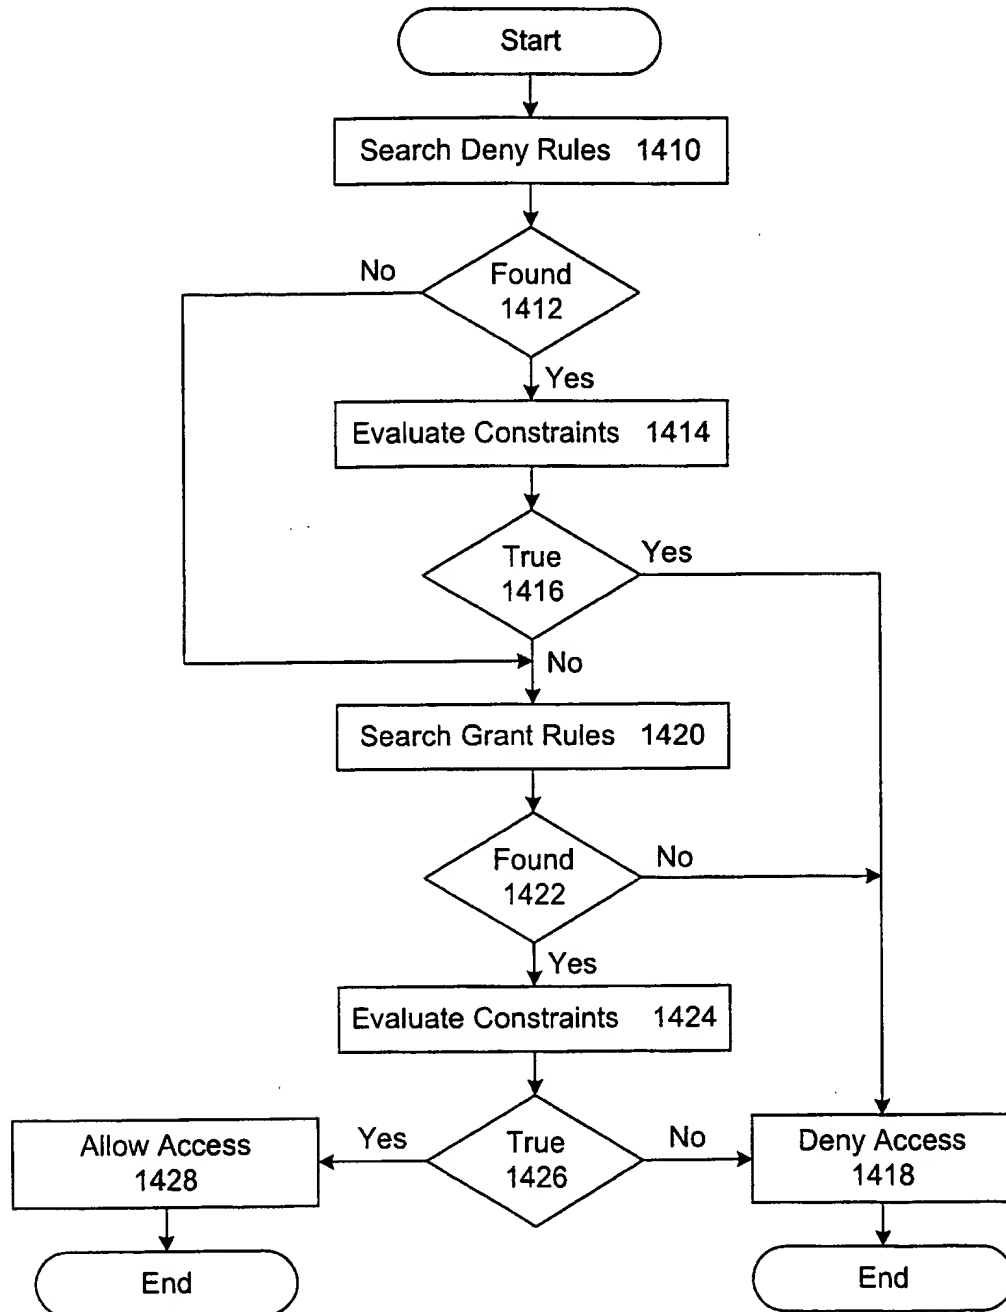 Start
Search Deny Rules 1410
No
Found
1412
Yes
Evaluate Constraints 1414
True
1416
Yes
No
Search Grant Rules 1420
Found
1422
No
Yes
Evaluate Constraints 1424
Allow Access
1428
Yes
True
1426
No
Deny Access
1418
End
End